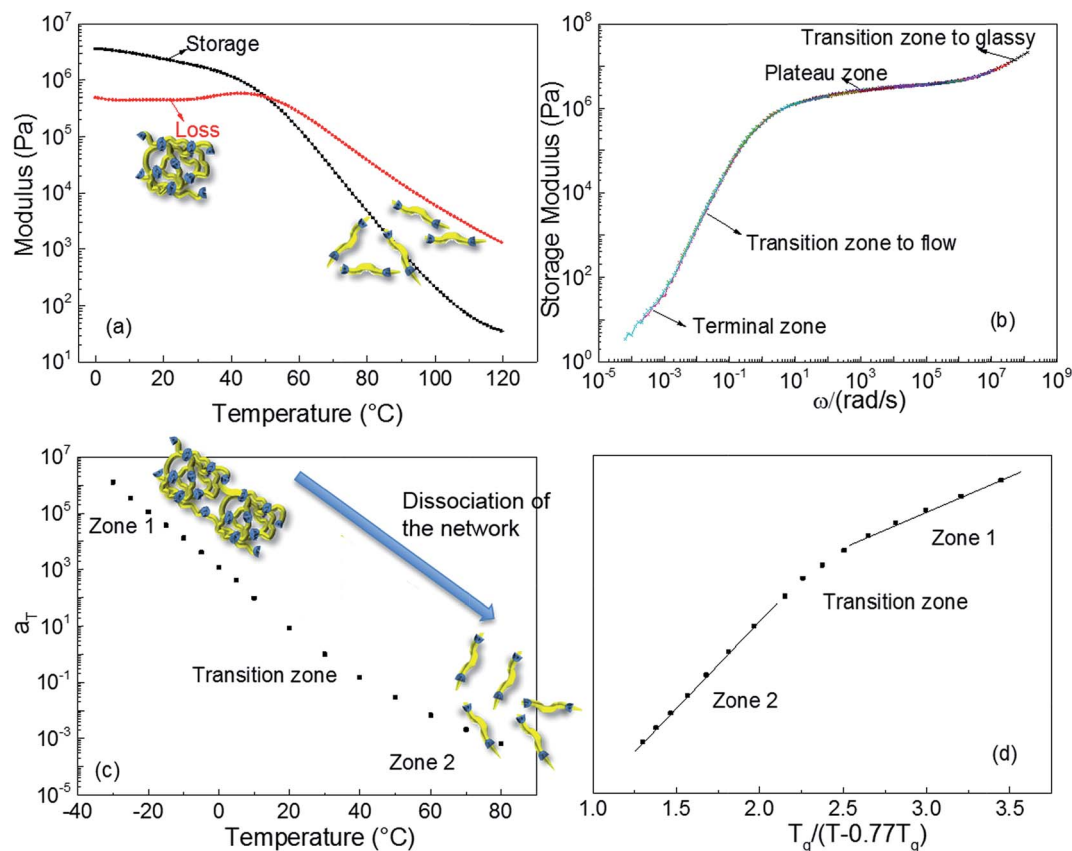 10⁷
10⁶
10⁵
10⁴
10³
10²
10¹
Modulus (Pa)
Storage
Loss
(a)
0 20 40 60 80 100 120
Temperature (°C)
10⁸
10⁶
10⁴
10²
10⁰
Storage Modulus (Pa)
Transition zone to glassy
Plateau zone
Transition zone to flow
Terminal zone
(b)
10⁻⁵ 10⁻³ 10⁻¹ 10¹ 10³ 10⁵ 10⁷ 10⁹
ω/(rad/s)
10⁷
10⁵
10³
10¹
10⁻¹
10⁻³
10⁻⁵
a_T
Zone 1
Dissociation of
the network
Transition zone
Zone 2
(c)
-40 -20 0 20 40 60 80
Temperature (°C)
Zone 1
Transition zone
Zone 2
(d)
1.0 1.5 2.0 2.5 3.0 3.5
T_g/(T-0.77T_g)